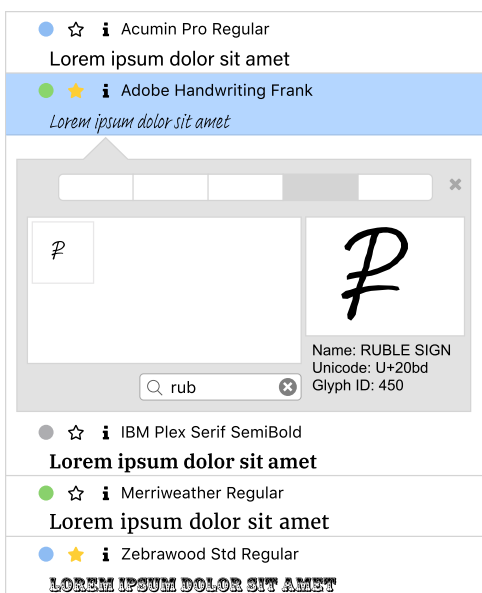 Acumin Pro Regular
Lorem ipsum dolor sit amet
Adobe Handwriting Frank
Lorem ipsum dolor sit amet
₽
₽
Name: RUBLE SIGN
Unicode: U+20bd
Glyph ID: 450
rub
IBM Plex Serif SemiBold
Lorem ipsum dolor sit amet
Merriweather Regular
Lorem ipsum dolor sit amet
Zebrawood Std Regular
LOREM IPSUM DOLOR SIT AMET